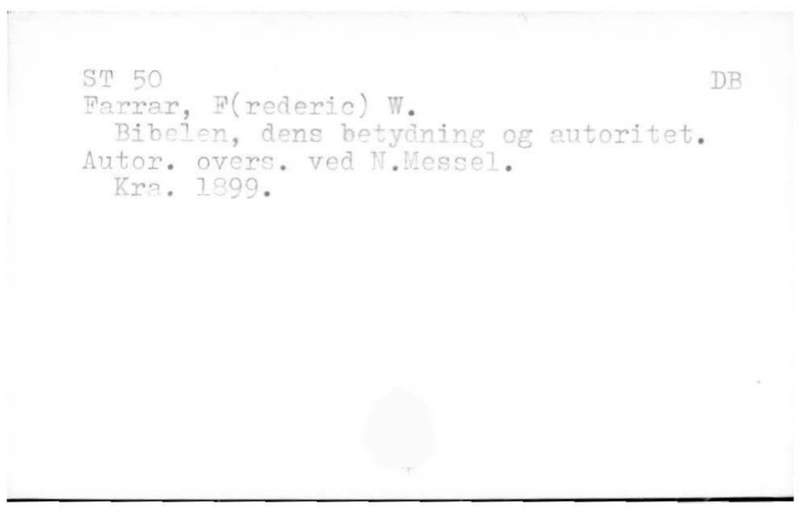 ST 50 DB
Farrar, F(rederic) W.
Bibelen, dens betydning og autoritet.
Autor. overs. ved N.Messel.
Kra. 1899.